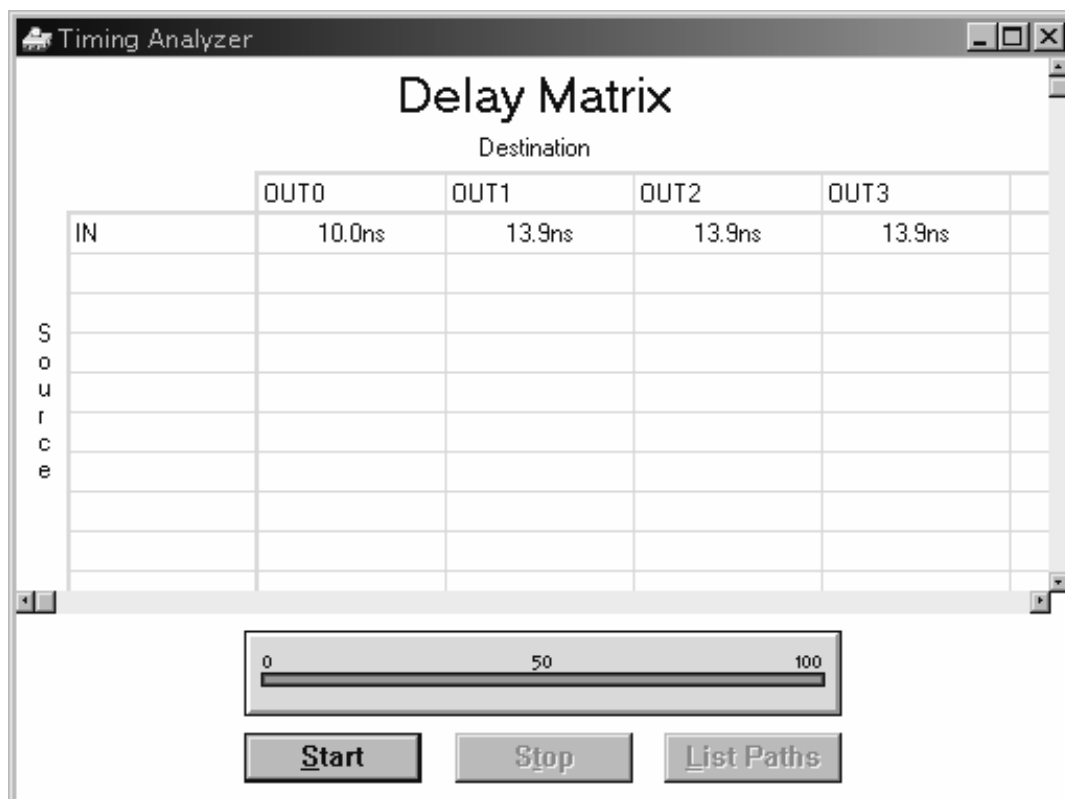 Timing Analyzer
Delay Matrix
Destination
OUT0 OUT1 OUT2 OUT3
IN 10.0ns 13.9ns 13.9ns 13.9ns
Source
0 50 100
Start Stop List Paths